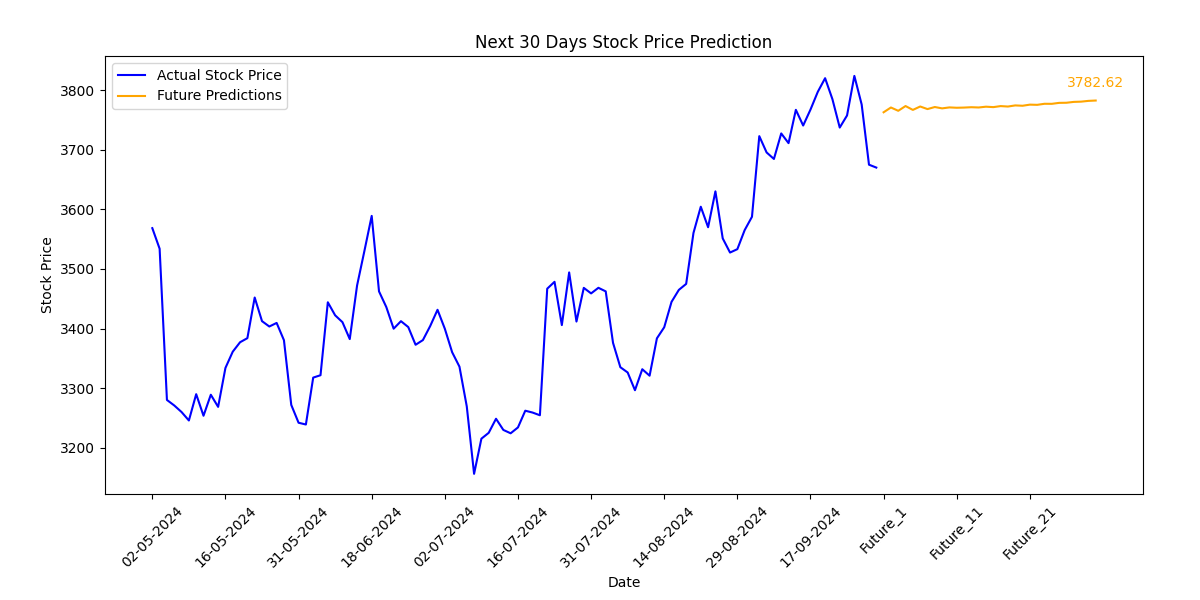 Next 30 Days Stock Price Prediction
Actual Stock Price
Future Predictions
3782.62
3800
3700
3600
3500
3400
3300
3200
Stock Price
02-05-2024
16-05-2024
31-05-2024
18-06-2024
02-07-2024
16-07-2024
31-07-2024
14-08-2024
29-08-2024
17-09-2024
Future_1
Future_11
Future_21
Date